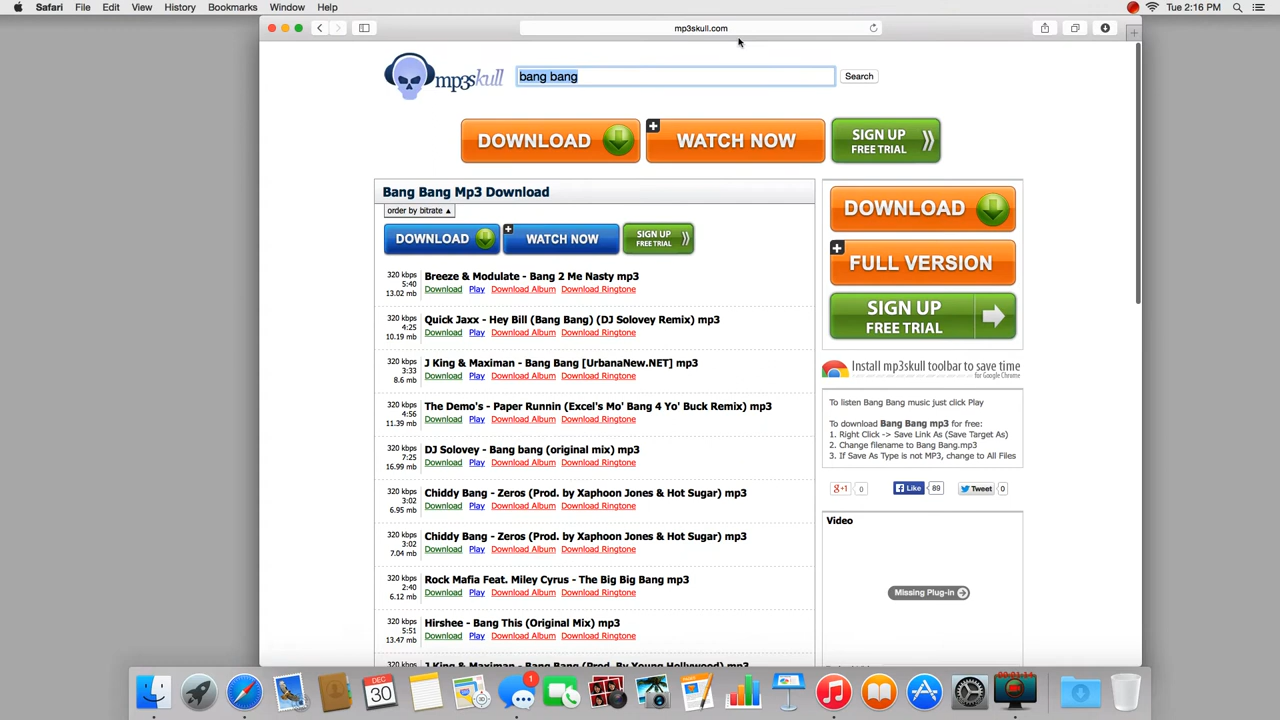 Safari File Edit View History Bookmarks Window Help Tue 2:16 PM
mp3skull.com
mp3skull bang bang Search
DOWNLOAD WATCH NOW SIGN UP FREE TRIAL
Bang Bang Mp3 Download
order by bitrate ▲
DOWNLOAD WATCH NOW SIGN UP FREE TRIAL
320 kbps 5:40 13.02 mb
Breeze & Modulate - Bang 2 Me Nasty mp3
Download Play Download Album Download Ringtone
320 kbps 4:25 10.19 mb
Quick Jaxx - Hey Bill (Bang Bang) (DJ Solovey Remix) mp3
Download Play Download Album Download Ringtone
320 kbps 3:33 8.6 mb
J King & Maximan - Bang Bang [UrbanaNew.NET] mp3
Download Play Download Album Download Ringtone
320 kbps 4:56 11.39 mb
The Demo's - Paper Runnin (Excel's Mo' Bang 4 Yo' Buck Remix) mp3
Download Play Download Album Download Ringtone
320 kbps 7:25 16.99 mb
DJ Solovey - Bang bang (original mix) mp3
Download Play Download Album Download Ringtone
320 kbps 3:02 6.95 mb
Chiddy Bang - Zeros (Prod. by Xaphoon Jones & Hot Sugar) mp3
Download Play Download Album Download Ringtone
320 kbps 3:02 7.04 mb
Chiddy Bang - Zeros (Prod. by Xaphoon Jones & Hot Sugar) mp3
Download Play Download Album Download Ringtone
320 kbps 2:40 6.12 mb
Rock Mafia Feat. Miley Cyrus - The Big Big Bang mp3
Download Play Download Album Download Ringtone
320 kbps 5:51 13.47 mb
Hirshee - Bang This (Original Mix) mp3
Download Play Download Album Download Ringtone
J King & Maximan - Bang Bang (Prod. By Young Hollywood) mp3
DOWNLOAD
FULL VERSION
SIGN UP
FREE TRIAL
Install mp3skull toolbar to save time
for Google Chrome
To listen Bang Bang music just click Play
To download Bang Bang mp3 for free:
1. Right Click -> Save Link As (Save Target As)
2. Change filename to Bang Bang.mp3
3. If Save As Type is not MP3, change to All Files
g+1 0 Like 89 Tweet 0
Video
Missing Plug-in
DEC 30 1